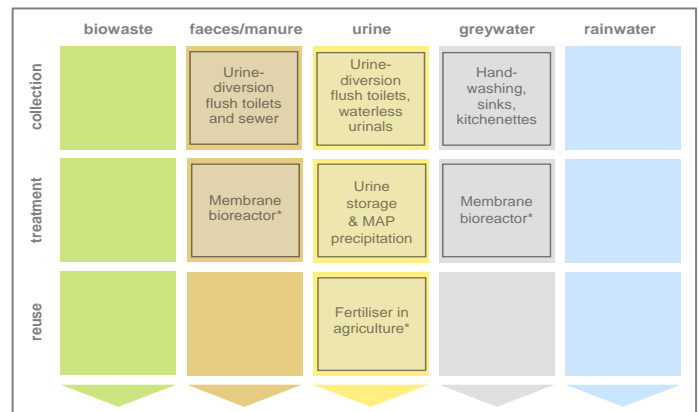 biowaste
faeces/manure
urine
greywater
rainwater
collection
Urine-
diversion
flush toilets
and sewer
Urine-
diversion
flush toilets,
waterless
urinals
Hand-
washing,
sinks,
kitchenettes
treatment
Membrane
bioreactor*
Urine
storage
& MAP
precipitation
Membrane
bioreactor*
reuse
Fertiliser in
agriculture*